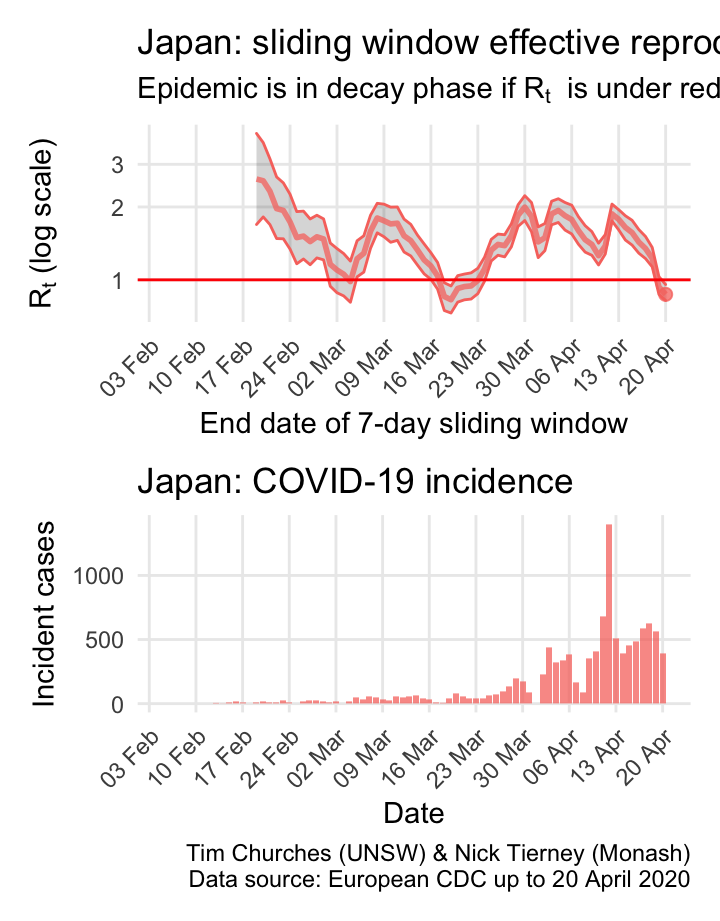 Japan: sliding window effective reproc
Epidemic is in decay phase if Rt is under red
Rt (log scale)
3
2
1
03 Feb
10 Feb
17 Feb
24 Feb
02 Mar
09 Mar
16 Mar
23 Mar
30 Mar
06 Apr
13 Apr
20 Apr
End date of 7-day sliding window
Japan: COVID-19 incidence
Incident cases
1000
500
0
03 Feb
10 Feb
17 Feb
24 Feb
02 Mar
09 Mar
16 Mar
23 Mar
30 Mar
06 Apr
13 Apr
20 Apr
Date
Tim Churches (UNSW) & Nick Tierney (Monash)
Data source: European CDC up to 20 April 2020